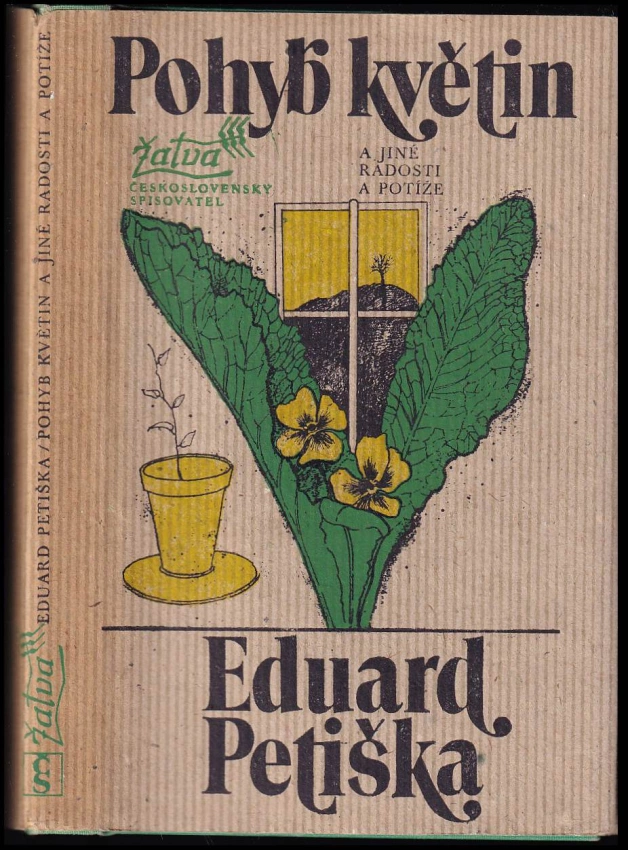 Pohyb květin
Žatva
ČESKOSLOVENSKÝ
SPISOVATEL
A JINÉ
RADOSTI
A POTÍŽE
Eduard
Petiška
EDUARD PETIŠKA/POHYB KVĚTIN A JINÉ RADOSTI A POTÍŽE
Žatva